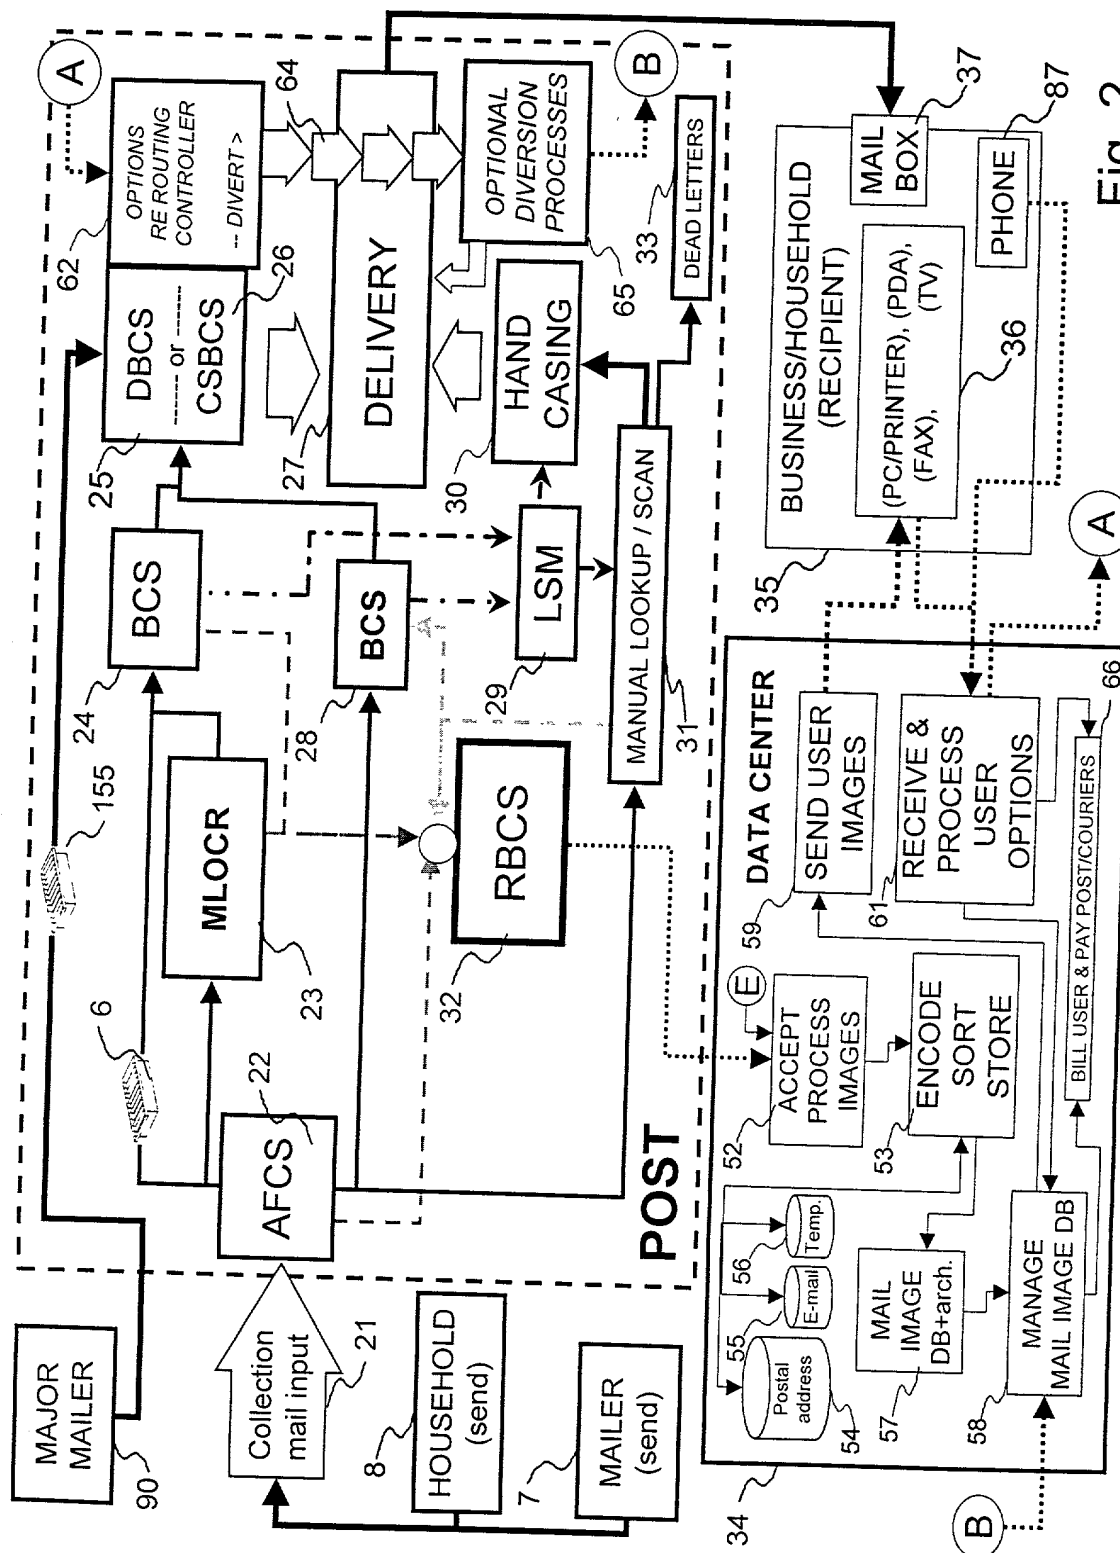 MAJOR
MAILER
90
155
6
Collection
mail input
21
8
HOUSEHOLD
(send)
7
MAILER
(send)
POST
AFCS
22
MLOCR
23
24
BCS
28
BCS
25
DBCS
------- or -------
CSBCS
26
62
OPTIONS
RE ROUTING
CONTROLLER
-- DIVERT >
A
64
27
DELIVERY
30
HAND
CASING
OPTIONAL
DIVERSION
PROCESSES
65
B
29
LSM
32
RBCS
MANUAL LOOKUP / SCAN
31
33
DEAD LETTERS
34
DATA CENTER
Postal
address
54
55
E-mail
56
Temp.
52
ACCEPT
PROCESS
IMAGES
E
53
ENCODE
SORT
STORE
57
MAIL
IMAGE
DB+arch.
58
MANAGE
MAIL IMAGE DB
B
59
SEND USER
IMAGES
61
RECEIVE &
PROCESS
USER
OPTIONS
BILL USER & PAY POST/COURIERS
66
A
35
BUSINESS/HOUSEHOLD
(RECIPIENT)
(PC/PRINTER), (PDA),
(FAX), (TV)
36
MAIL
BOX
37
PHONE
87
Fig. 2